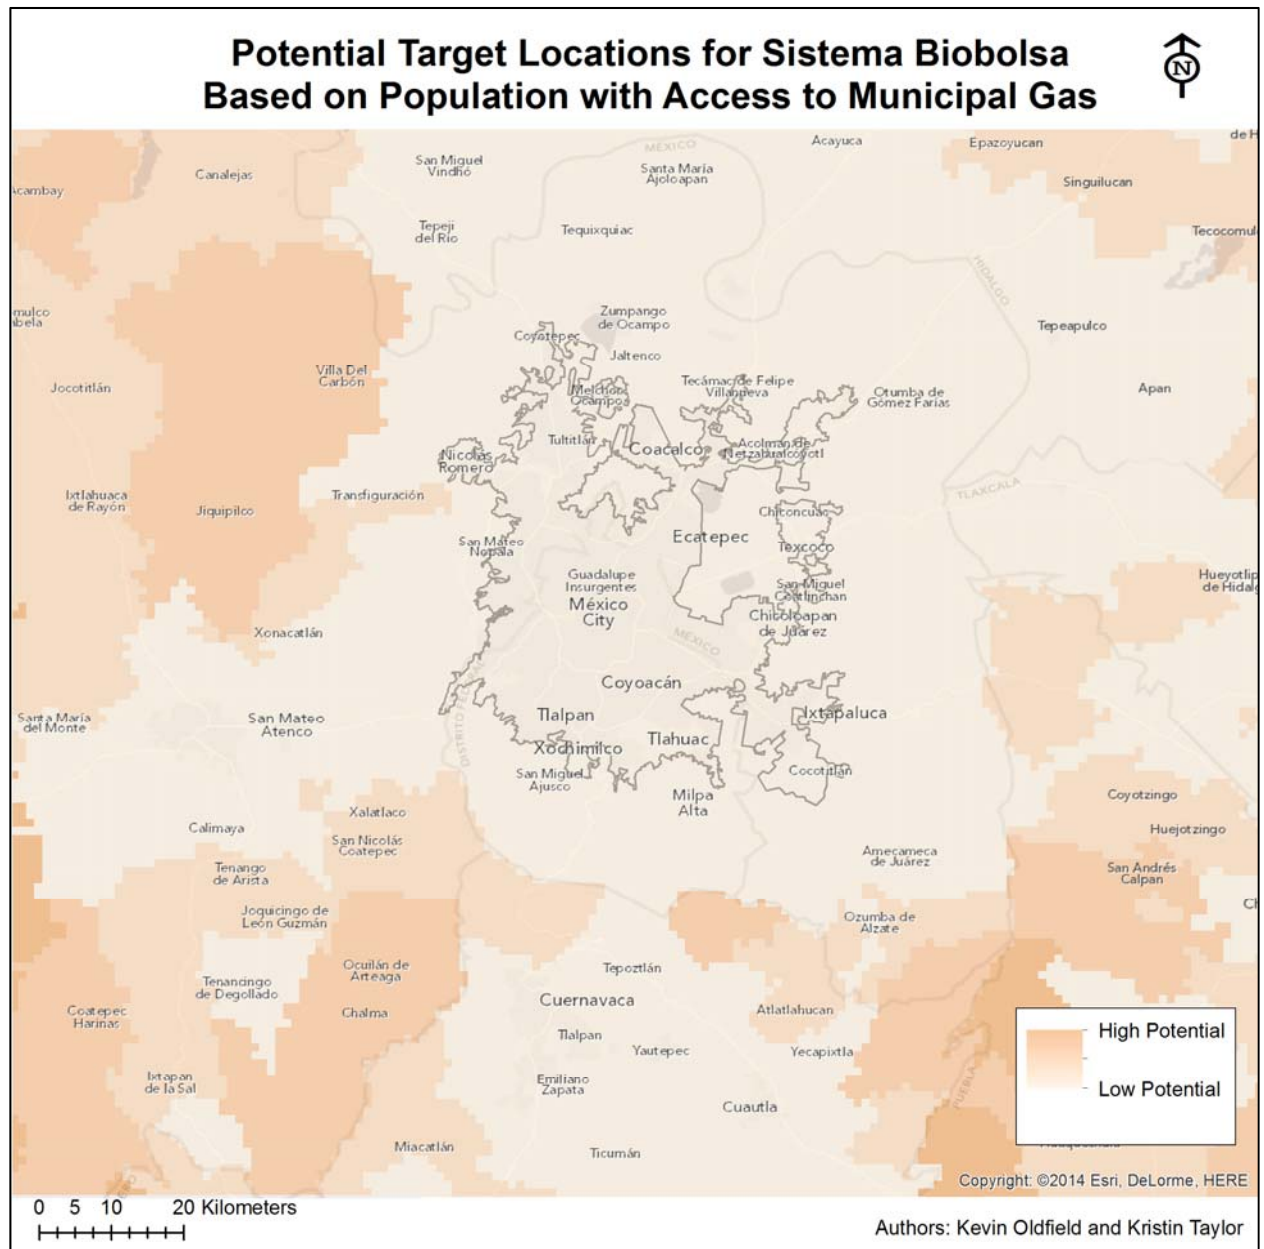 Potential Target Locations for Sistema Biobolsa
Based on Population with Access to Municipal Gas
N
MÉXICO
Acayuca
Epazoyucan
San Miguel
Vindhó
Santa María
Ajoloapan
Canalejas
Singuilucan
Tepeji
del Río
Tequixquiac
HIDALGO
Zumpango
de Ocampo
Tepeapulco
Coyotepec
Jaltenco
Villa Del
Carbón
Jocotitlán
Tecámac de Felipe
Villanueva
Otumba de
Gómez Farías
Apan
Melchor
Ocampo
Tultitlán
Coacalco
Acolman de
Netzahualcóyotl
Nicolás
Romero
Ixtlahuaca
de Rayón
Transfiguración
TLAXCALA
Jiquipilco
Chiconcuac
Ecatepec
San Mateo
Nopala
Texcoco
Guadalupe
Insurgentes
México
City
San Miguel
Coatlinchan
Chicoloapan
de Juárez
Xonacatlán
MÉXICO
Coyoacán
DISTRITO FEDERAL
Santa María
del Monte
San Mateo
Atenco
Tlalpan
Ixtapaluca
Xochimilco
Tlahuac
San Miguel
Ajusco
Cocotitlán
Milpa
Alta
Coyotzingo
Xalatlaco
Calimaya
Huejotzingo
San Nicolás
Coatepec
Amecameca
de Juárez
Tenango
de Arista
San Andrés
Calpan
Joquicingo de
León Guzmán
Ozumba de
Alzate
Ocuilán de
Arteaga
Tepoztlán
Tenancingo
de Degollado
Cuernavaca
Coatepec
Harinas
Chalma
Atlatlahucan
Tlalpan
Yautepec
Yecapixtla
High Potential
Low Potential
Ixtapan
de la Sal
Emiliano
Zapata
PUEBLA
Cuautla
Miacatlán
Ticumán
Copyright: ©2014 Esri, DeLorme, HERE
0 5 10 20 Kilometers
Authors: Kevin Oldfield and Kristin Taylor